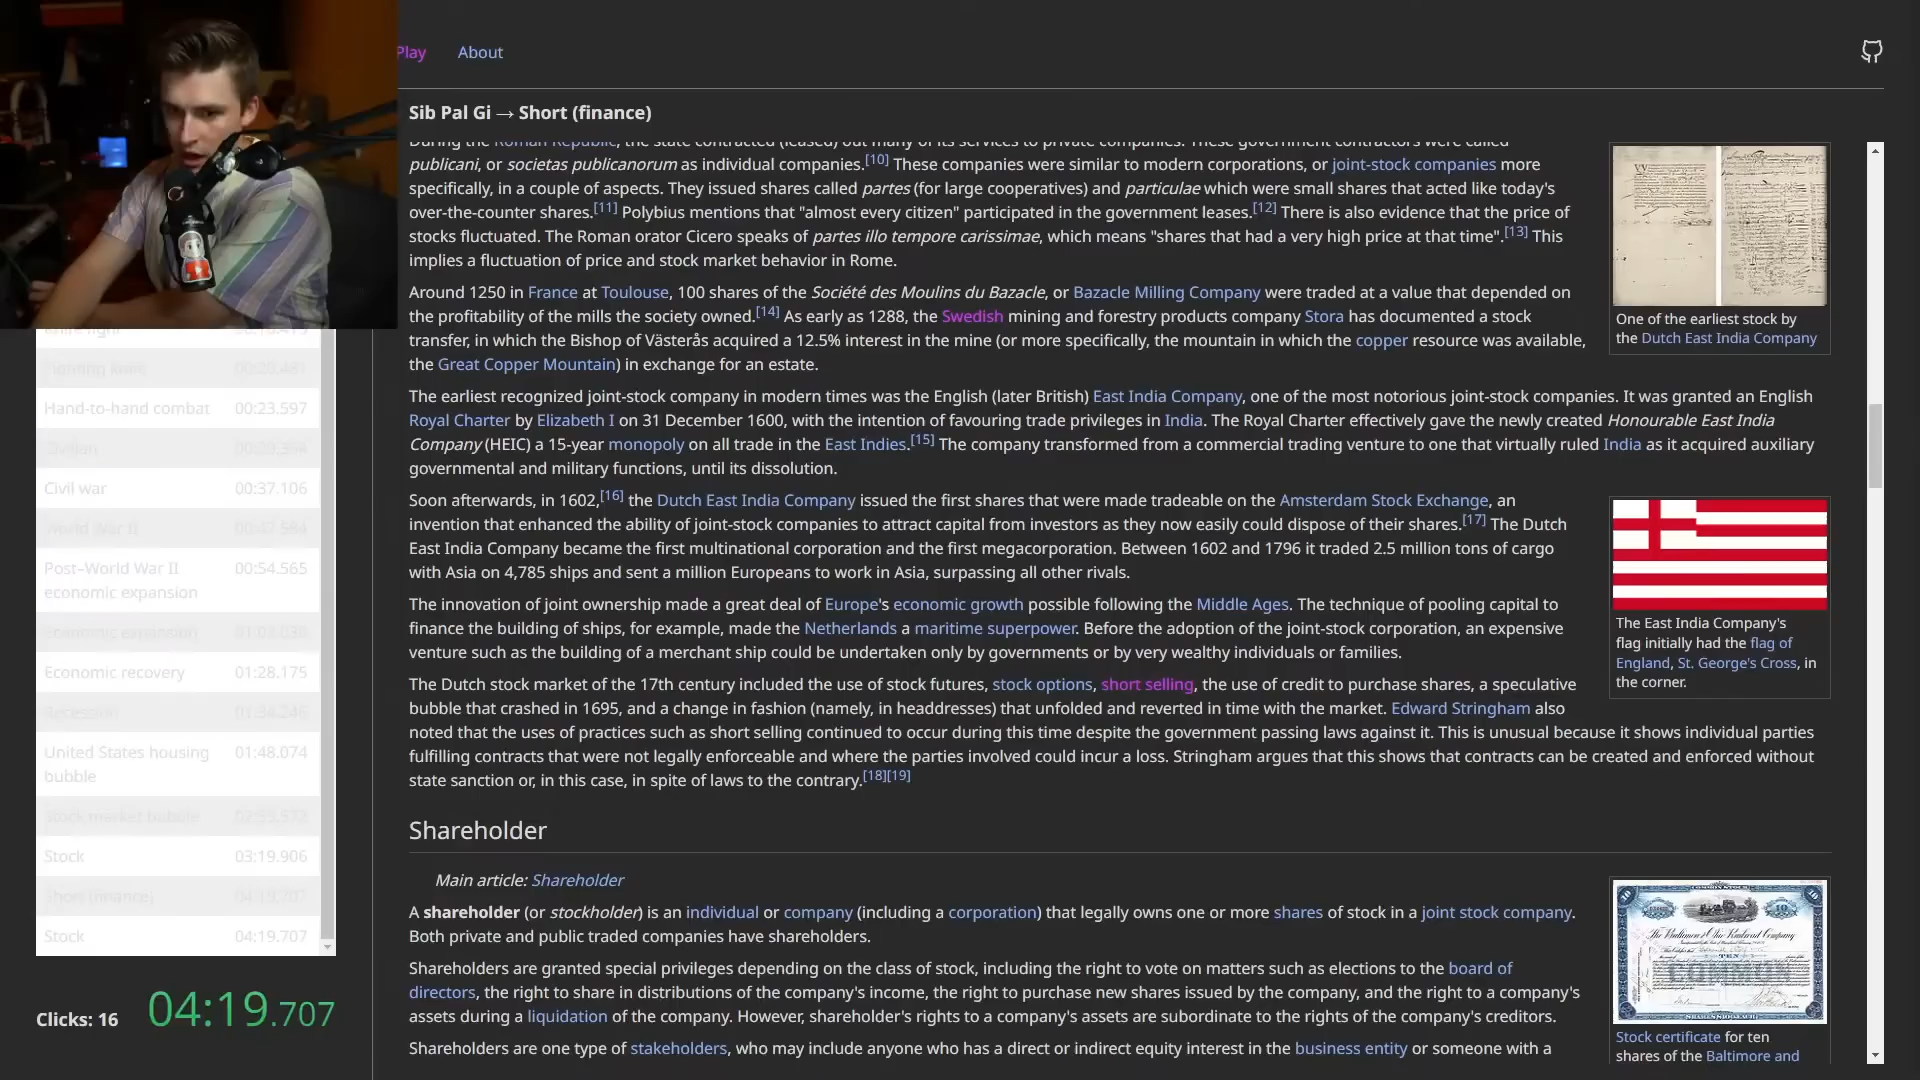 Play
About
Sib Pal Gi → Short (finance)
publicani, or societas publicanorum as individual companies.[10] These companies were similar to modern corporations, or joint-stock companies more
specifically, in a couple of aspects. They issued shares called partes (for large cooperatives) and particulae which were small shares that acted like today's
over-the-counter shares.[11] Polybius mentions that "almost every citizen" participated in the government leases.[12] There is also evidence that the price of
stocks fluctuated. The Roman orator Cicero speaks of partes illo tempore carissimae, which means "shares that had a very high price at that time".[13] This
implies a fluctuation of price and stock market behavior in Rome.
Around 1250 in France at Toulouse, 100 shares of the Société des Moulins du Bazacle, or Bazacle Milling Company were traded at a value that depended on
the profitability of the mills the society owned.[14] As early as 1288, the Swedish mining and forestry products company Stora has documented a stock
transfer, in which the Bishop of Västerås acquired a 12.5% interest in the mine (or more specifically, the mountain in which the copper resource was available,
the Great Copper Mountain) in exchange for an estate.
One of the earliest stock by
the Dutch East India Company
The earliest recognized joint-stock company in modern times was the English (later British) East India Company, one of the most notorious joint-stock companies. It was granted an English
Royal Charter by Elizabeth I on 31 December 1600, with the intention of favouring trade privileges in India. The Royal Charter effectively gave the newly created Honourable East India
Company (HEIC) a 15-year monopoly on all trade in the East Indies.[15] The company transformed from a commercial trading venture to one that virtually ruled India as it acquired auxiliary
governmental and military functions, until its dissolution.
Soon afterwards, in 1602,[16] the Dutch East India Company issued the first shares that were made tradeable on the Amsterdam Stock Exchange, an
invention that enhanced the ability of joint-stock companies to attract capital from investors as they now easily could dispose of their shares.[17] The Dutch
East India Company became the first multinational corporation and the first megacorporation. Between 1602 and 1796 it traded 2.5 million tons of cargo
with Asia on 4,785 ships and sent a million Europeans to work in Asia, surpassing all other rivals.
The innovation of joint ownership made a great deal of Europe's economic growth possible following the Middle Ages. The technique of pooling capital to
finance the building of ships, for example, made the Netherlands a maritime superpower. Before the adoption of the joint-stock corporation, an expensive
venture such as the building of a merchant ship could be undertaken only by governments or by very wealthy individuals or families.
The East India Company's
flag initially had the flag of
England, St. George's Cross, in
the corner.
The Dutch stock market of the 17th century included the use of stock futures, stock options, short selling, the use of credit to purchase shares, a speculative
bubble that crashed in 1695, and a change in fashion (namely, in headdresses) that unfolded and reverted in time with the market. Edward Stringham also
noted that the uses of practices such as short selling continued to occur during this time despite the government passing laws against it. This is unusual because it shows individual parties
fulfilling contracts that were not legally enforceable and where the parties involved could incur a loss. Stringham argues that this shows that contracts can be created and enforced without
state sanction or, in this case, in spite of laws to the contrary.[18][19]
Shareholder
Main article: Shareholder
A shareholder (or stockholder) is an individual or company (including a corporation) that legally owns one or more shares of stock in a joint stock company.
Both private and public traded companies have shareholders.
Shareholders are granted special privileges depending on the class of stock, including the right to vote on matters such as elections to the board of
directors, the right to share in distributions of the company's income, the right to purchase new shares issued by the company, and the right to a company's
assets during a liquidation of the company. However, shareholder's rights to a company's assets are subordinate to the rights of the company's creditors.
Shareholders are one type of stakeholders, who may include anyone who has a direct or indirect equity interest in the business entity or someone with a
Stock certificate for ten
shares of the Baltimore and
Hand-to-hand combat 00:23.597
Civilian
Civil war 00:37.106
World War II
Post–World War II
economic expansion 00:54.565
Economic expansion
Economic recovery 01:28.175
Recession 01:34.246
United States housing
bubble 01:48.074
Stock market bubble
Stock 03:19.906
Short (finance) 04:19.707
Stock 04:19.707
Clicks: 16
04:19.707